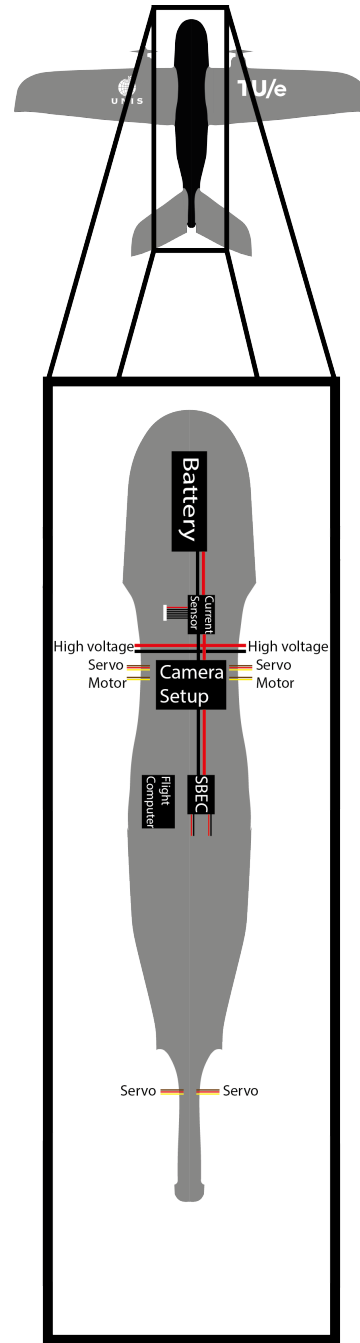 UNIS
TU/e
Battery
Current
Sensor
High voltage
High voltage
Servo
Servo
Motor
Motor
Camera
Setup
Flight
Computer
SBEC
Servo
Servo